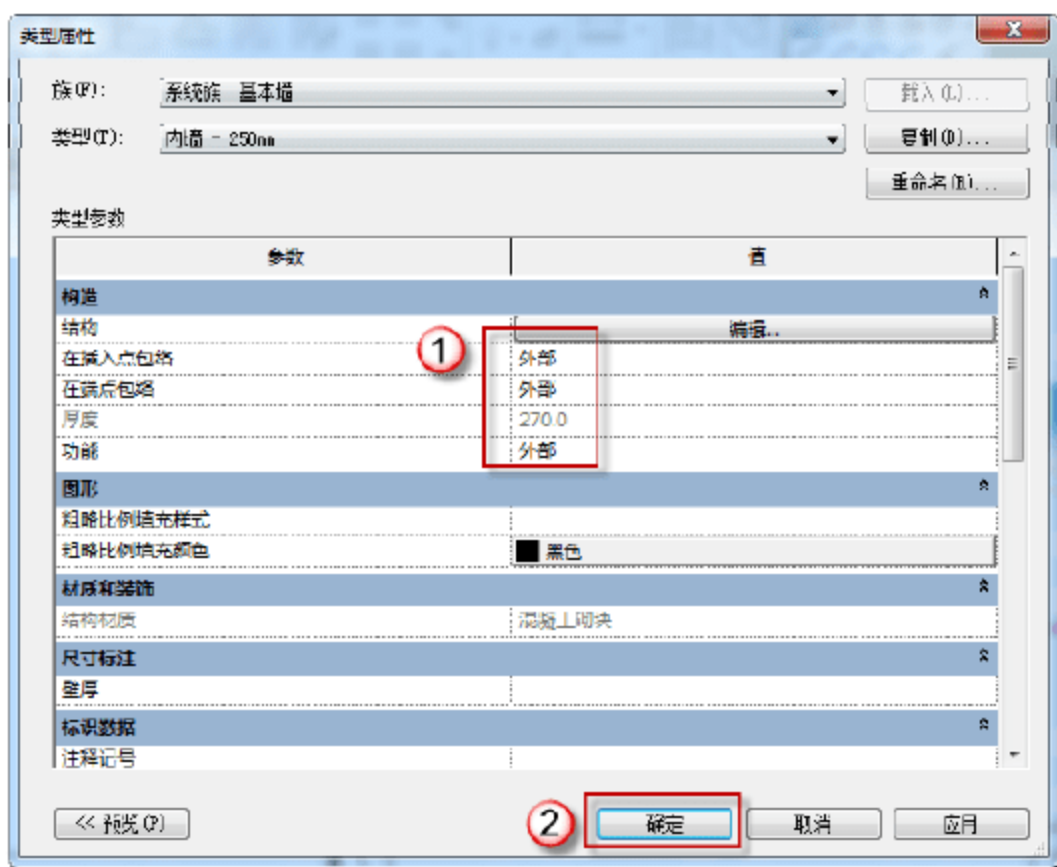 类型属性
族(F): 系统族 基本墙 载入(L)...
类型(T): 内墙 - 250mm 复制(D)...
重命名(R)...
类型参数
参数 值
构造
结构 编辑...
在插入点包络 外部
①
在端点包络 外部
厚度 270.0
功能 外部
图形
粗略比例填充样式
粗略比例填充颜色 黑色
材质和装饰
结构材质 混凝土砌块
尺寸标注
壁厚
标识数据
注释记号
<< 预览(P) ② 确定 取消 应用